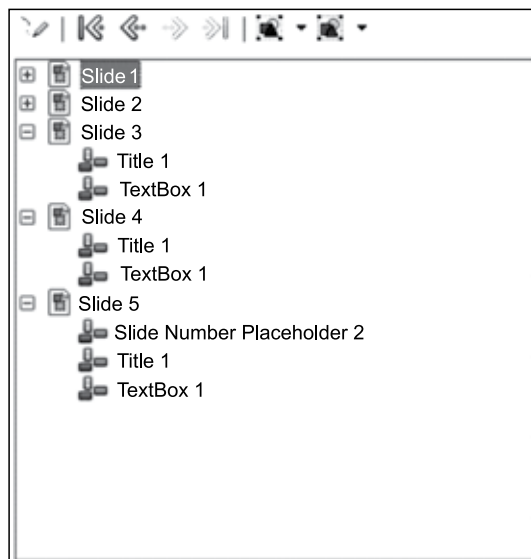 Slide 1
Slide 2
Slide 3
Title 1
TextBox 1
Slide 4
Title 1
TextBox 1
Slide 5
Slide Number Placeholder 2
Title 1
TextBox 1